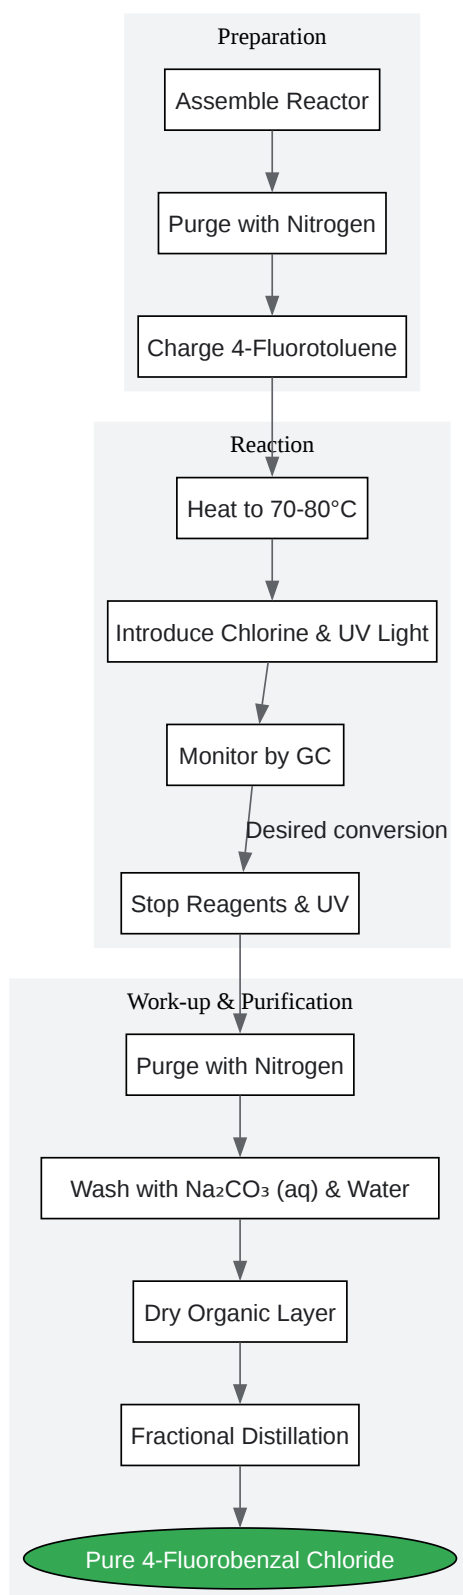 Preparation
Assemble Reactor
Purge with Nitrogen
Charge 4-Fluorotoluene
Reaction
Heat to 70-80°C
Introduce Chlorine & UV Light
Monitor by GC
Desired conversion
Stop Reagents & UV
Work-up & Purification
Purge with Nitrogen
Wash with Na₂CO₃ (aq) & Water
Dry Organic Layer
Fractional Distillation
Pure 4-Fluorobenzal Chloride